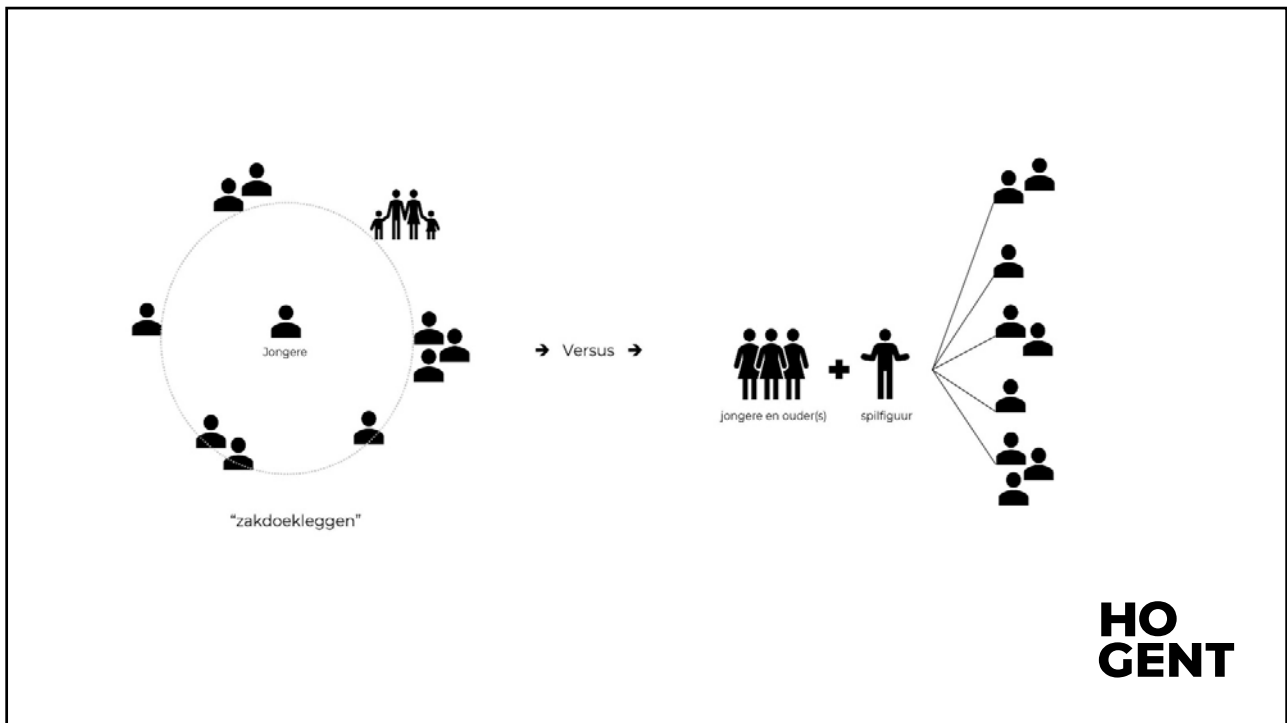 Jongere
"zakdoekleggen"
→ Versus →
jongere en ouder(s)
spilfiguur
HO
GENT